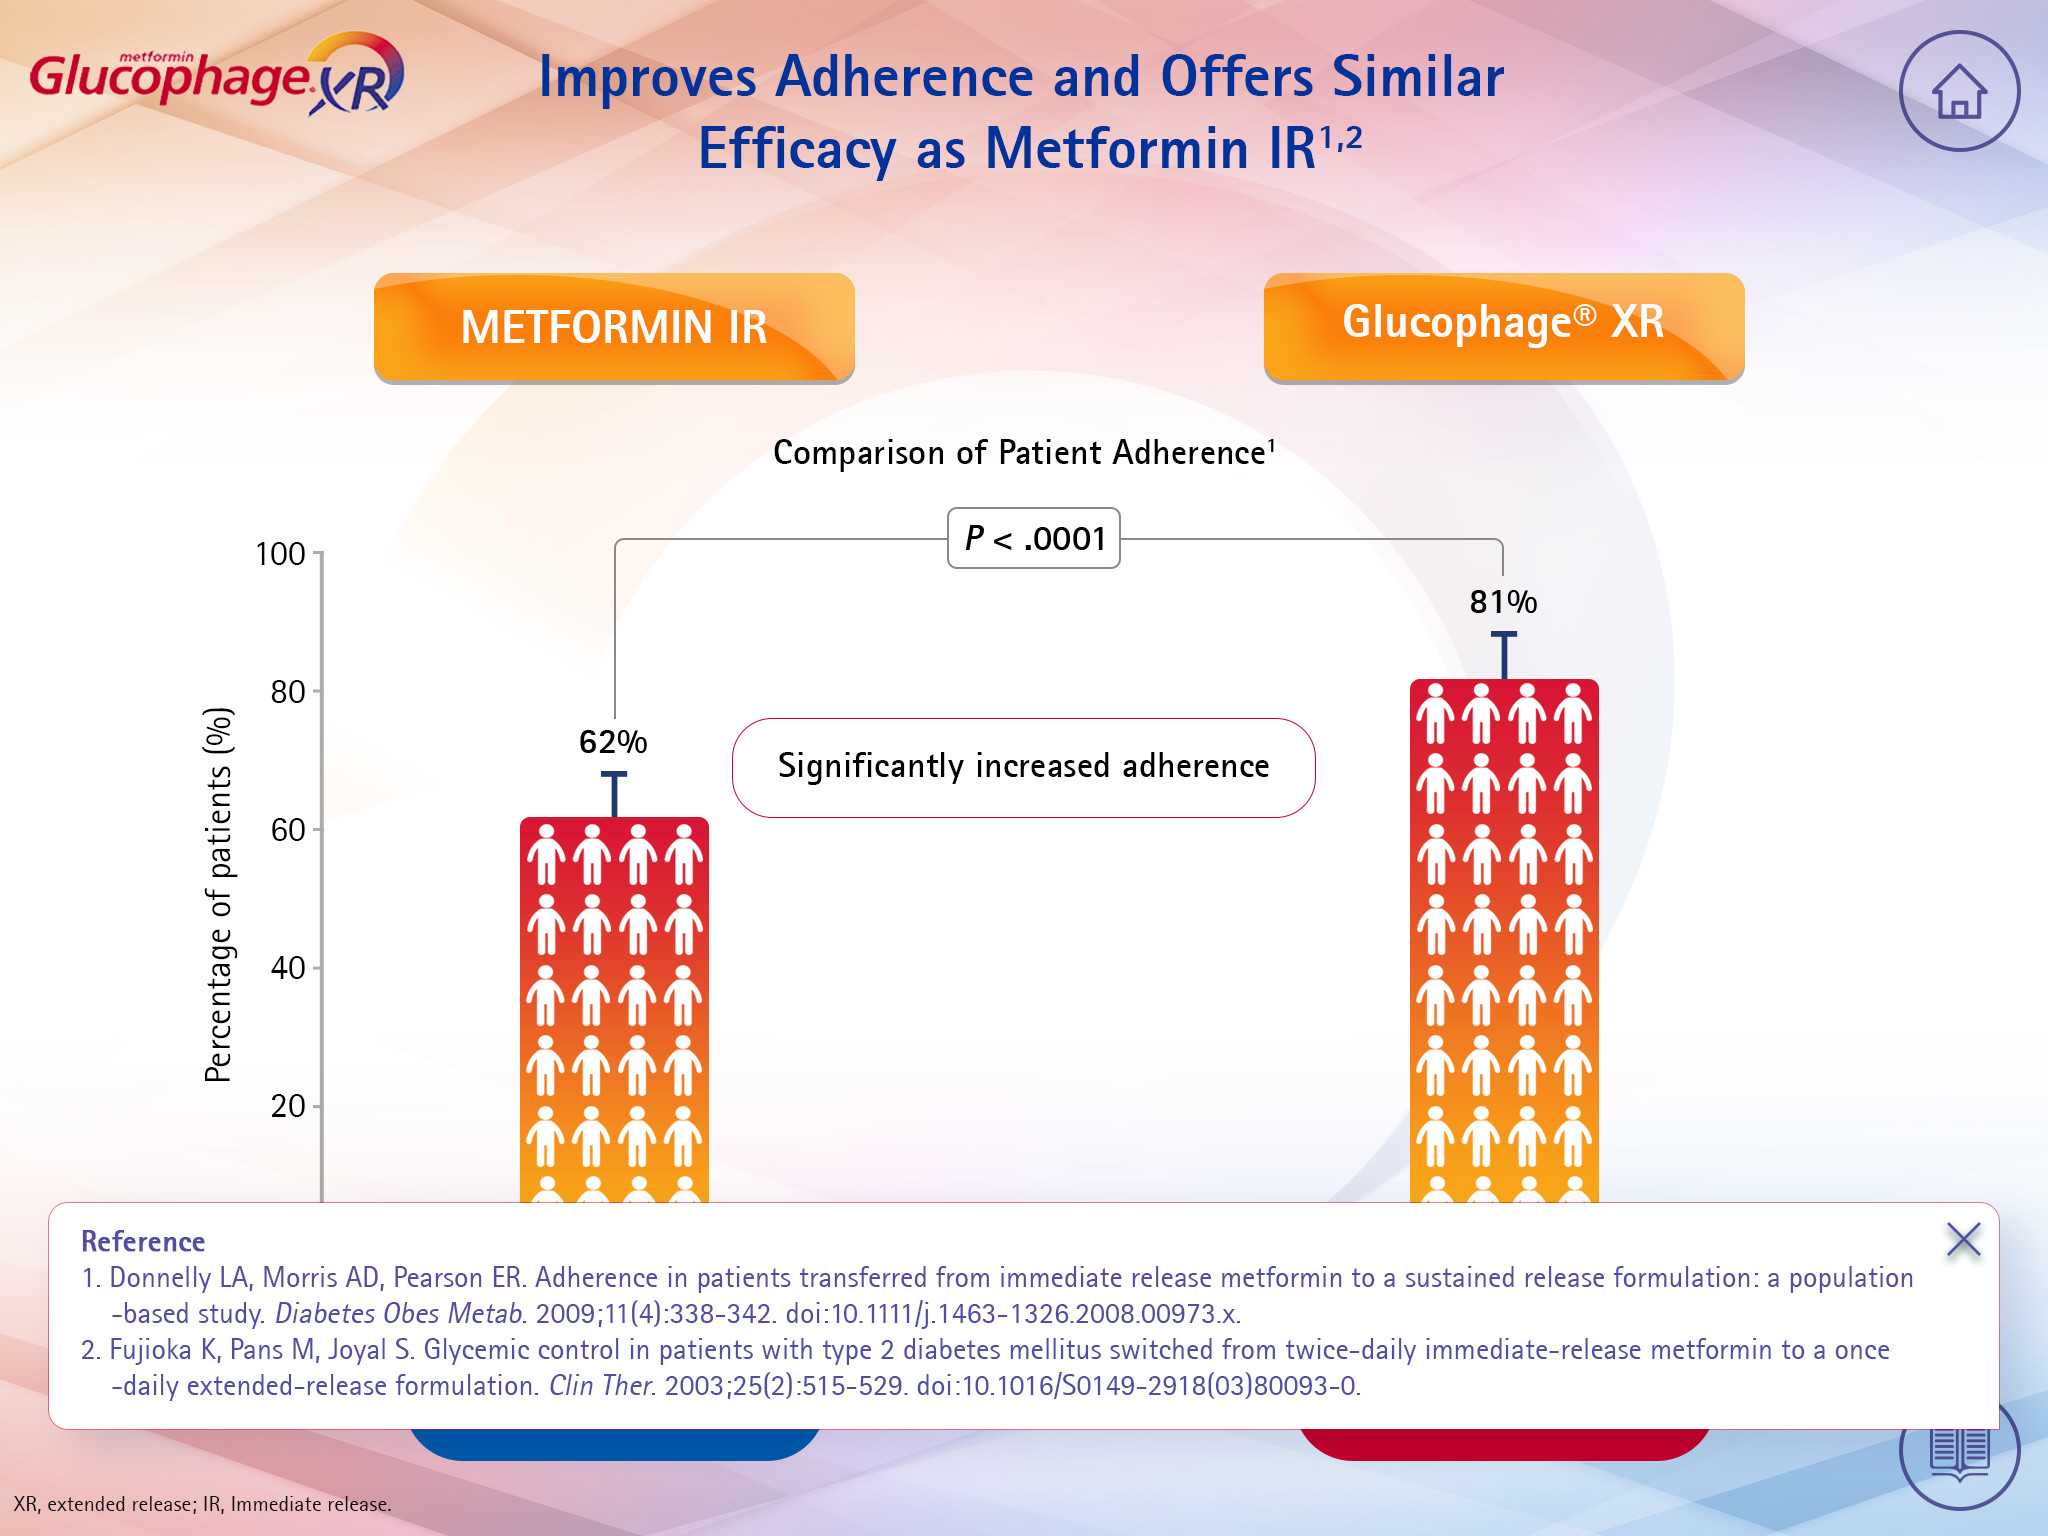 metformin
Glucophage® XR
Improves Adherence and Offers Similar
Efficacy as Metformin IR1,2
METFORMIN IR
Glucophage® XR
Comparison of Patient Adherence1
P < .0001
100
80
60
40
20
Percentage of patients (%)
62%
81%
Significantly increased adherence
Reference
1. Donnelly LA, Morris AD, Pearson ER. Adherence in patients transferred from immediate release metformin to a sustained release formulation: a population
-based study. Diabetes Obes Metab. 2009;11(4):338-342. doi:10.1111/j.1463-1326.2008.00973.x.
2. Fujioka K, Pans M, Joyal S. Glycemic control in patients with type 2 diabetes mellitus switched from twice-daily immediate-release metformin to a once
-daily extended-release formulation. Clin Ther. 2003;25(2):515-529. doi:10.1016/S0149-2918(03)80093-0.
XR, extended release; IR, Immediate release.